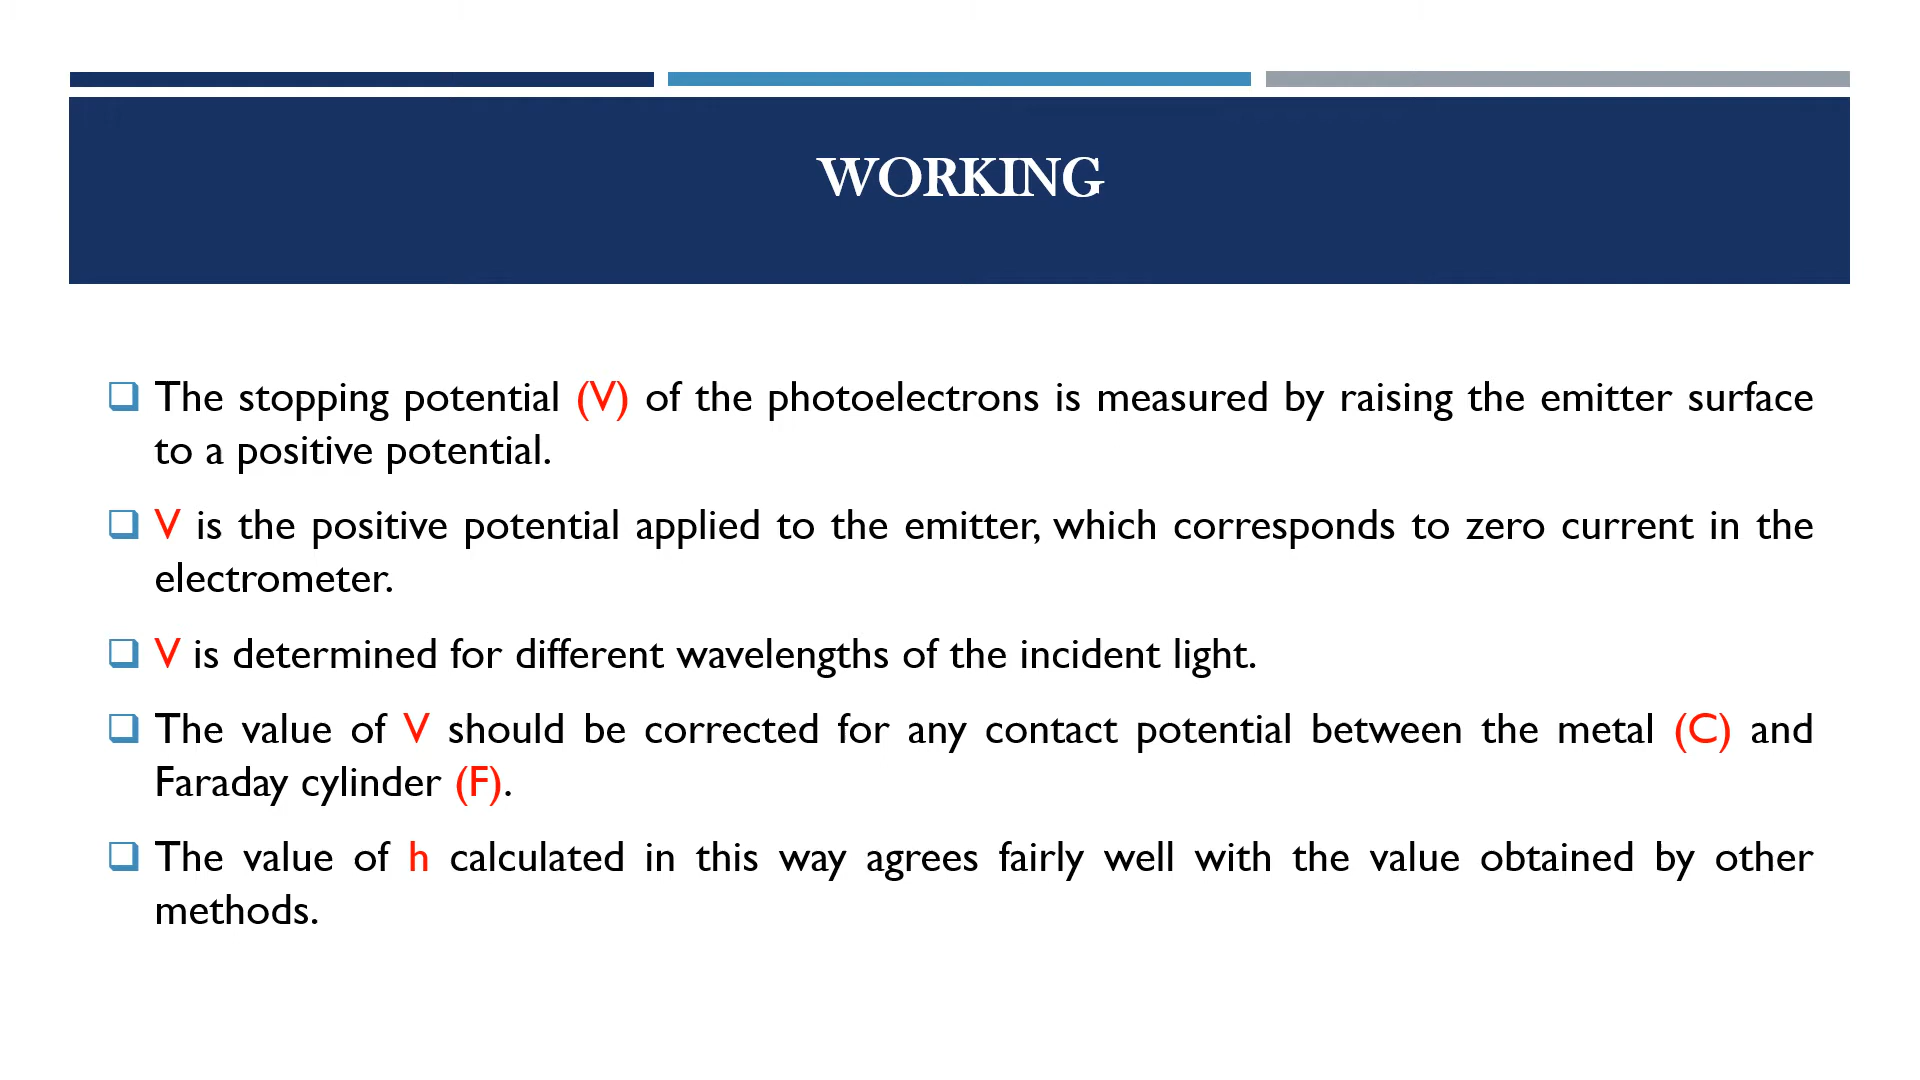 WORKING
The stopping potential (V) of the photoelectrons is measured by raising the emitter surface
to a positive potential.
V is the positive potential applied to the emitter, which corresponds to zero current in the
electrometer.
V is determined for different wavelengths of the incident light.
The value of V should be corrected for any contact potential between the metal (C) and
Faraday cylinder (F).
The value of h calculated in this way agrees fairly well with the value obtained by other
methods.